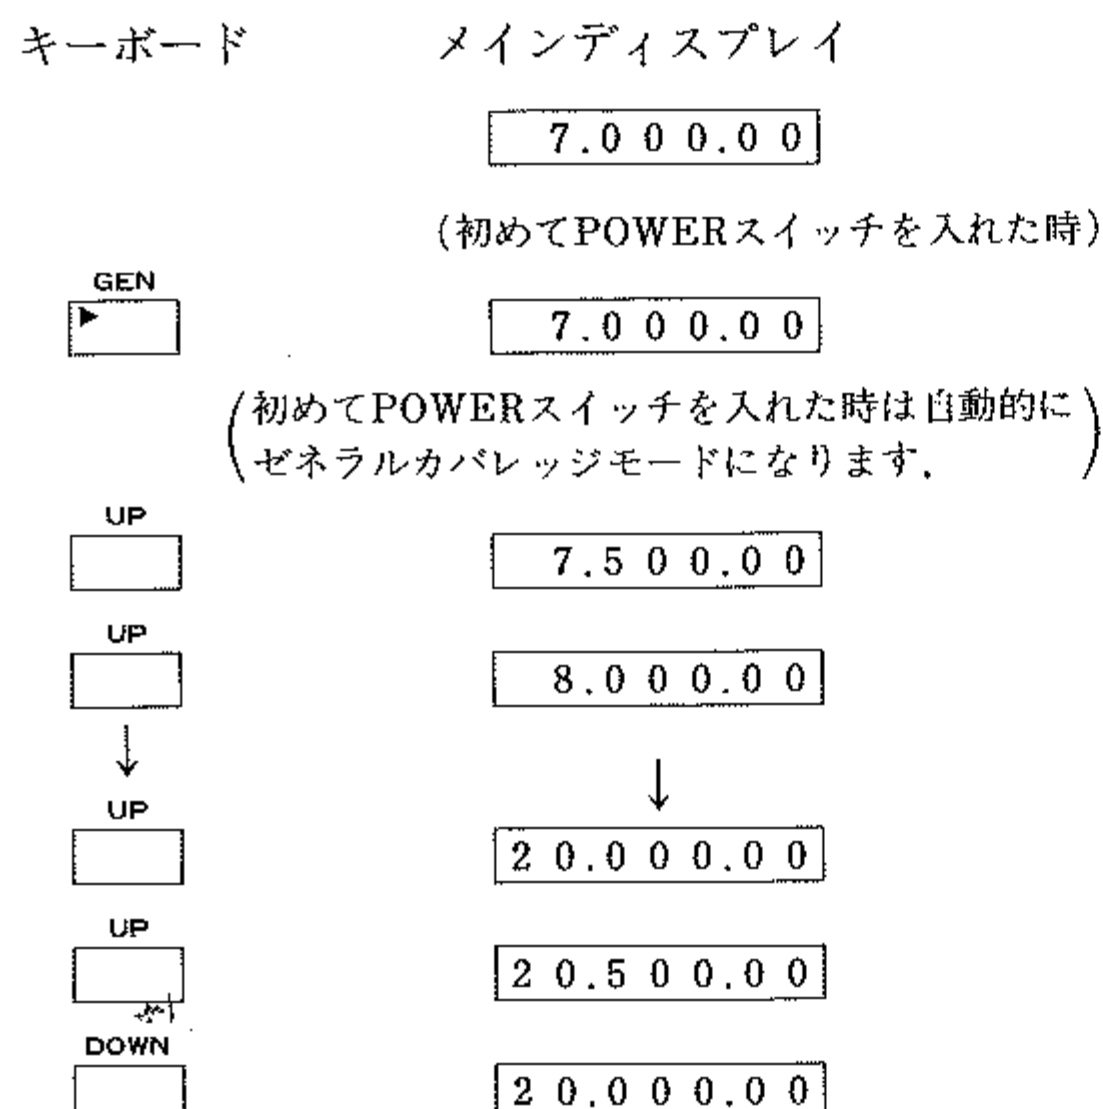 キーボード メインディスプレイ
7.000.00
(初めてPOWERスイッチを入れた時)
GEN
7.000.00
(初めてPOWERスイッチを入れた時は自動的に
ゼネラルカバレッジモードになります.)
UP
7.500.00
UP
8.000.00
↓ ↓
UP
20.000.00
UP
20.500.00
DOWN
20.000.00